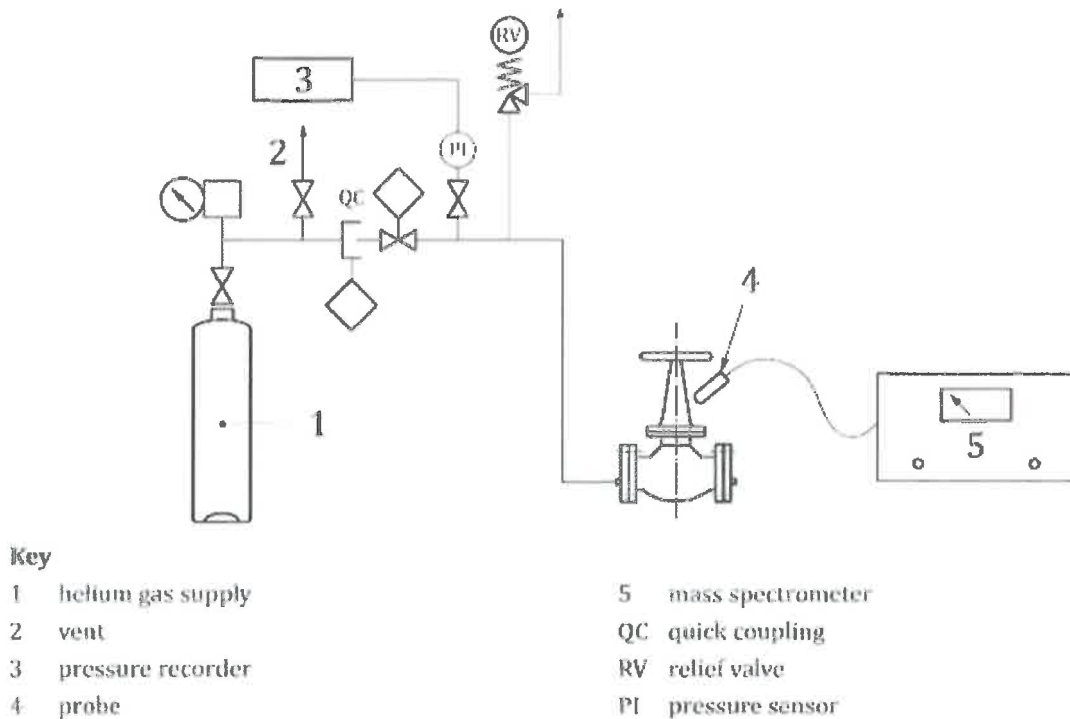 RV
3
2
PI
QC
4
1
5
Key
1 helium gas supply
2 vent
3 pressure recorder
4 probe
5 mass spectrometer
QC quick coupling
RV relief valve
PI pressure sensor